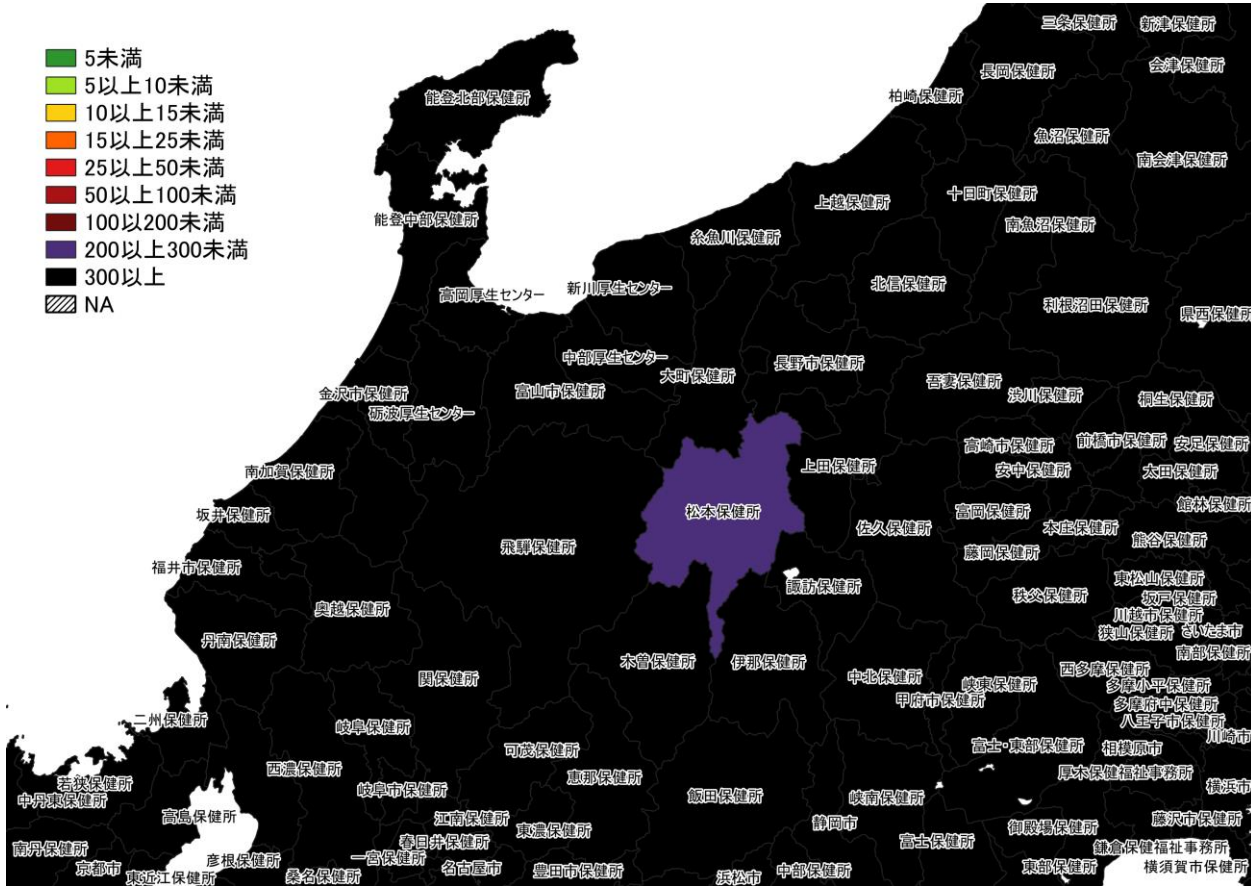 5未満
5以上10未満
10以上15未満
15以上25未満
25以上50未満
50以上100未満
100以200未満
200以上300未満
300以上
NA
三条保健所
新津保健所
長岡保健所
会津保健所
能登北部保健所
柏崎保健所
魚沼保健所
南会津保健所
十日町保健所
上越保健所
能登中部保健所
南魚沼保健所
糸魚川保健所
北信保健所
新川厚生センター
高岡厚生センター
利根沼田保健所
県西保健所
中部厚生センター
長野市保健所
大町保健所
吾妻保健所
富山市保健所
金沢市保健所
渋川保健所
桐生保健所
砺波厚生センター
高崎市保健所
前橋市保健所
安足保健所
南加賀保健所
上田保健所
安中保健所
太田保健所
館林保健所
坂井保健所
松本保健所
富岡保健所
佐久保健所
本庄保健所
熊谷保健所
飛騨保健所
藤岡保健所
福井市保健所
東松山保健所
諏訪保健所
秩父保健所
坂戸保健所
奥越保健所
川越市保健所
狭山保健所
さいたま市
丹南保健所
南部保健所
木曽保健所
伊那保健所
西多摩保健所
関保健所
中北保健所
峡東保健所
多摩小平保健所
甲府市保健所
多摩府中保健所
二州保健所
八王子市保健所
岐阜保健所
川崎市
可茂保健所
富士・東部保健所
相模原市
西濃保健所
恵那保健所
厚木保健福祉事務所
若狭保健所
岐阜市保健所
飯田保健所
峡南保健所
横浜市
中丹東保健所
高島保健所
江南保健所
静岡市
藤沢市保健所
東濃保健所
御殿場保健所
春日井保健所
富士保健所
南丹保健所
鎌倉保健福祉事務所
一宮保健所
彦根保健所
京都市
名古屋市
豊田市保健所
中部保健所
東部保健所
横須賀市保健所
東近江保健所
桑名保健所
浜松市